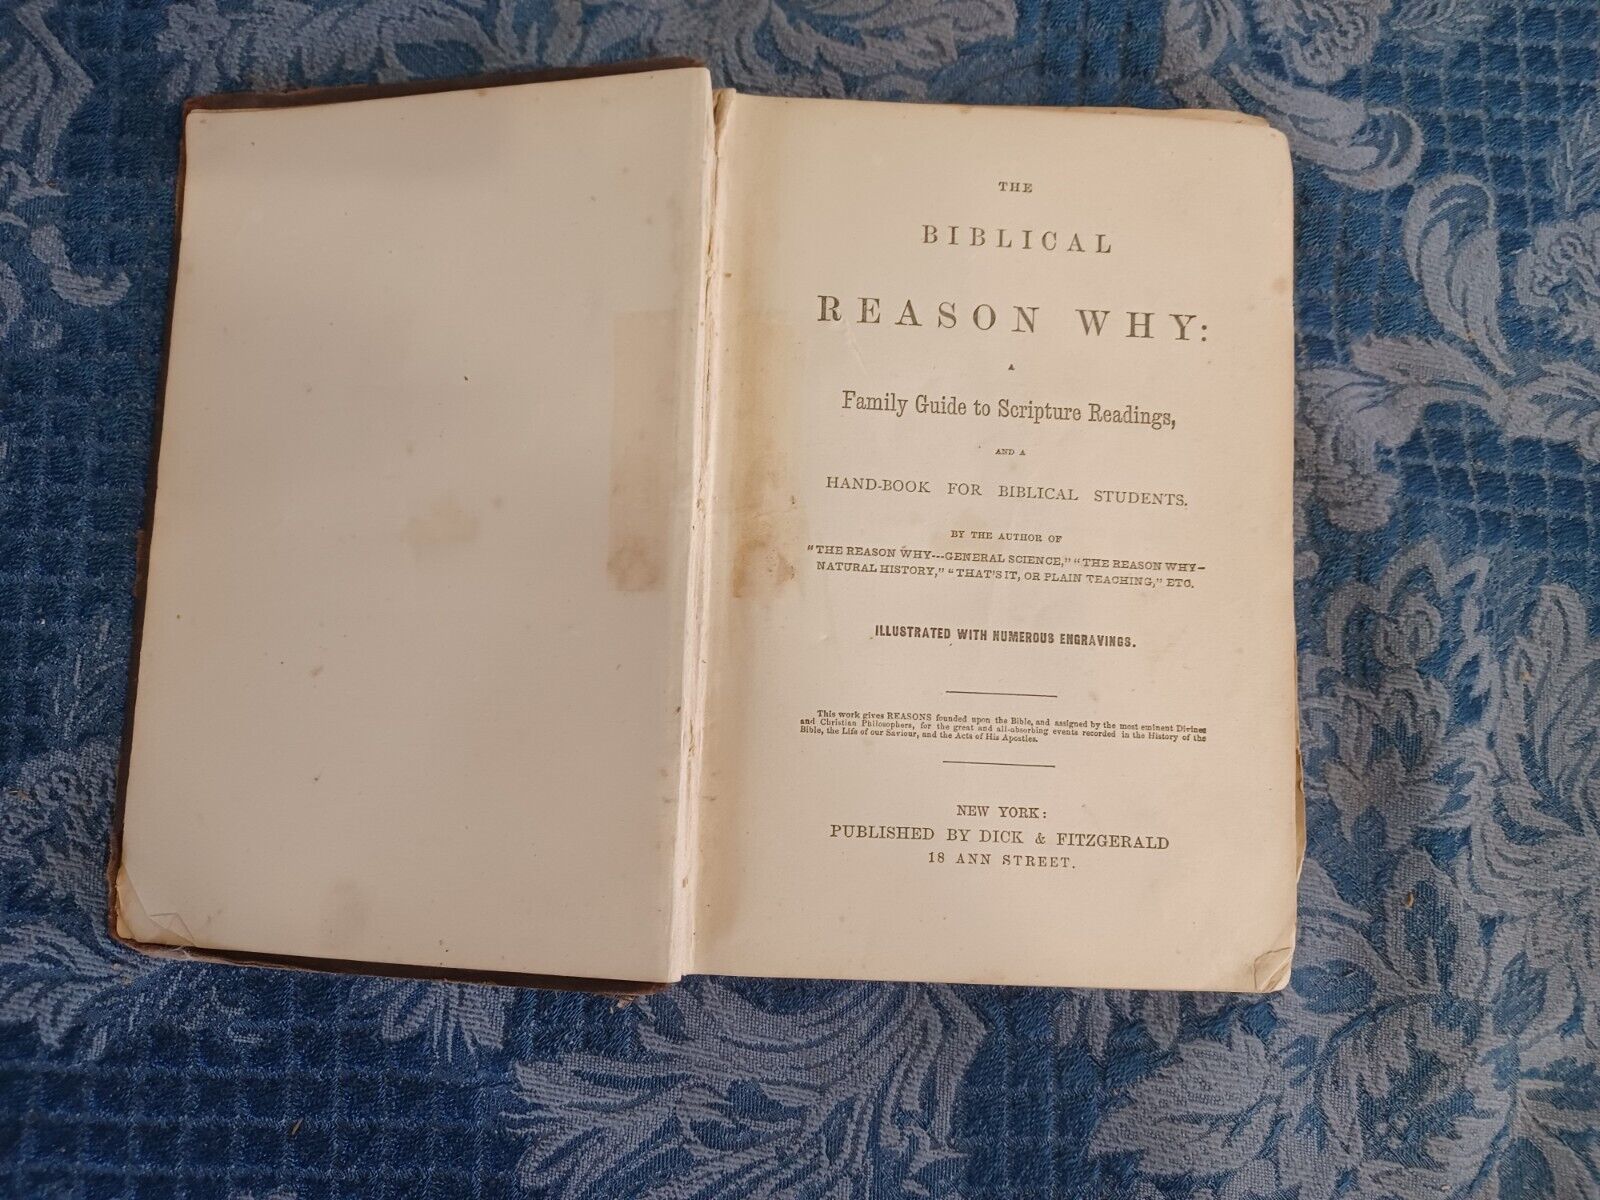 THE
BIBLICAL
REASON WHY:
A
Family Guide to Scripture Readings,
AND A
HAND-BOOK FOR BIBLICAL STUDENTS.
BY THE AUTHOR OF
"THE REASON WHY---GENERAL SCIENCE," "THE REASON WHY-
NATURAL HISTORY," "THAT'S IT, OR PLAIN TEACHING," ETC.
ILLUSTRATED WITH NUMEROUS ENGRAVINGS.
This work gives REASONS founded upon the Bible, and assigned by the most eminent Divines
and Christian Philosophers, for the great and all-absorbing events recorded in the History of the
Bible, the Life of our Saviour, and the Acts of His Apostles.
NEW YORK:
PUBLISHED BY DICK & FITZGERALD
18 ANN STREET.